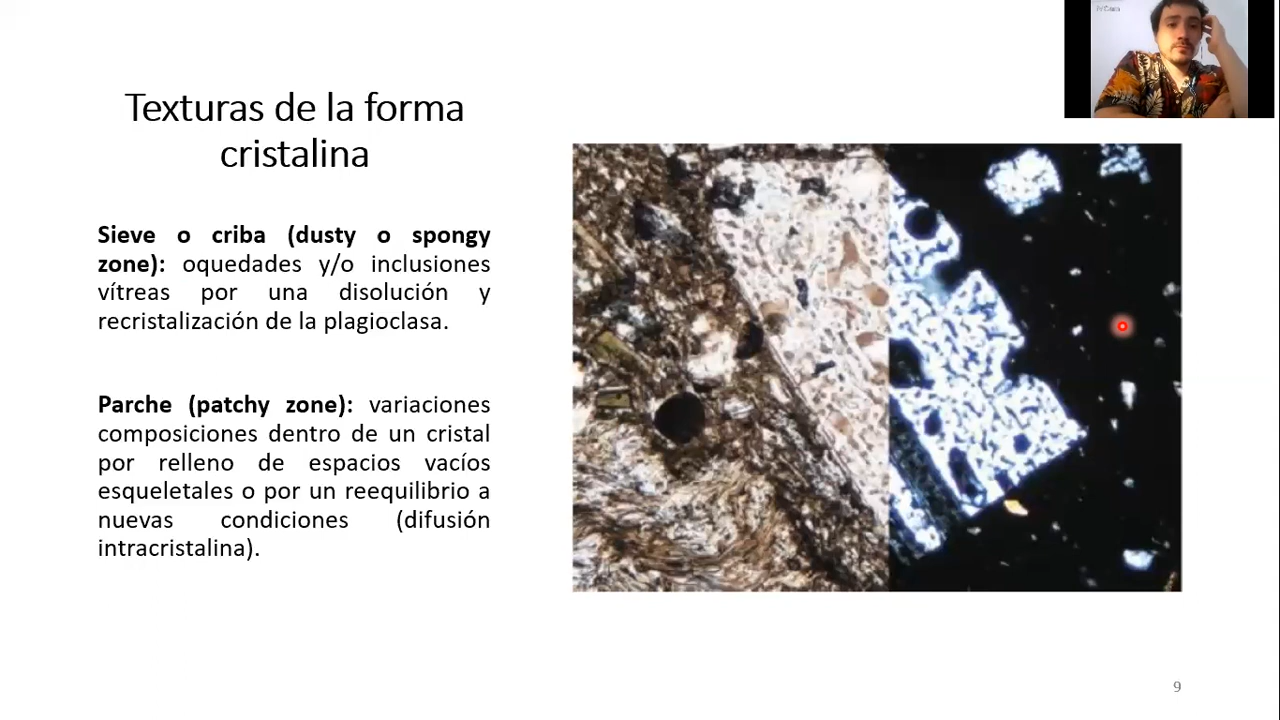 Texturas de la forma
cristalina
Sieve o criba (dusty o spongy
zone): oquedades y/o inclusiones
vítreas por una disolución y
recristalización de la plagioclasa.
Parche (patchy zone): variaciones
composiciones dentro de un cristal
por relleno de espacios vacíos
esqueletales o por un reequilibrio a
nuevas condiciones (difusión
intracristalina).
9